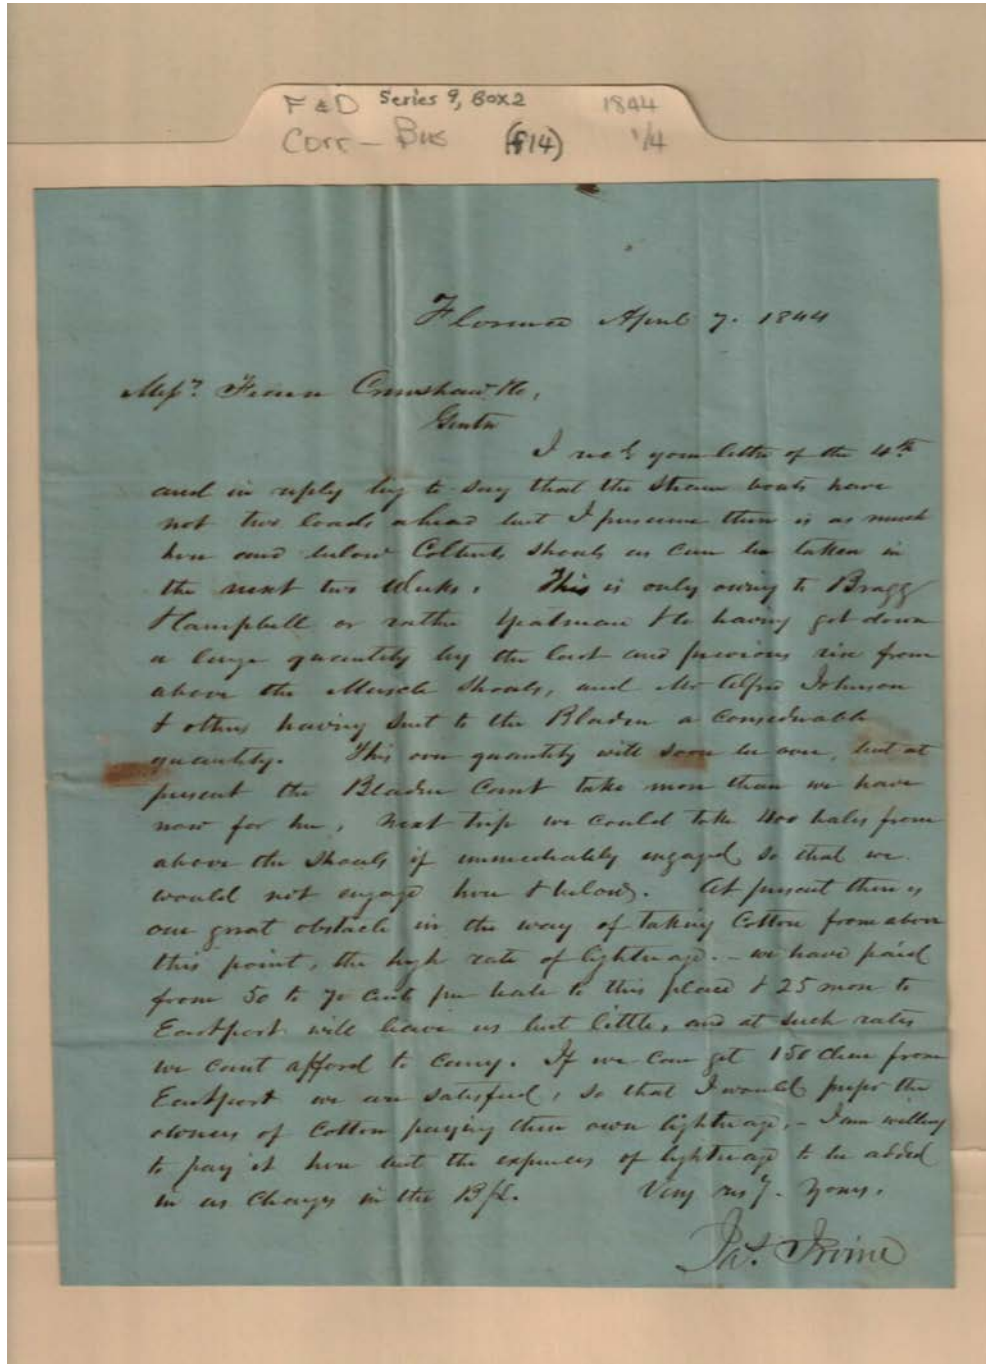 F & D Series 9, Box 2 1844
Corr - Bus (f14) 1/4
Florence April 7. 1844
Messrs. Fearn Crenshaw & Co,
Gentn
I recd. your letter of the 4th
and in reply beg to say that the steam boats have
not two loads ahead but I presume there is as much
here and below Colberts Shoals as can be taken in
the next two weeks. This is only owing to Bragg
& Campbell or rather Yeatman & Co having got down
a large quantity by the last and previous rise from
above the Muscle Shoals, and Mr Alfred Johnson
& others having sent to the Bladen a considerable
quantity. This over quantity will soon be over, but at
present the Bladen cant take more than we have
now for her, next trip we could take 400 bales from
above the Shoals if immediately engaged so that we
would not engage here & below. At present there is
one great obstacle in the way of taking Cotton from above
this point, the high rate of lighterage. - we have paid
from 50 to 70 cents per bale to this place & 25 more to
Eastport will leave us but little, and at such rates
we cant afford to carry. If we can get 150 clear from
Eastport we are satisfied, so that I would prefer the
owners of Cotton paying their own lighterage, - I am willing
to pay it here but the expences of lighterage to be added
in as charges in the B/L. Very resy. Yours,
Jas. Irvine